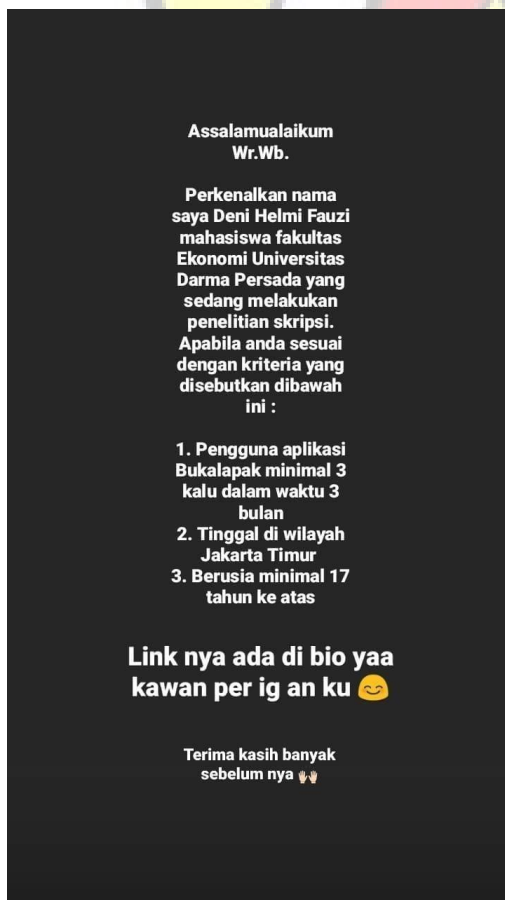 Assalamualaikum
Wr.Wb.
Perkenalkan nama
saya Deni Helmi Fauzi
mahasiswa fakultas
Ekonomi Universitas
Darma Persada yang
sedang melakukan
penelitian skripsi.
Apabila anda sesuai
dengan kriteria yang
disebutkan dibawah
ini :
1. Pengguna aplikasi
Bukalapak minimal 3
kalu dalam waktu 3
bulan
2. Tinggal di wilayah
Jakarta Timur
3. Berusia minimal 17
tahun ke atas
Link nya ada di bio yaa
kawan per ig an ku 😊
Terima kasih banyak
sebelum nya 🙌🏻